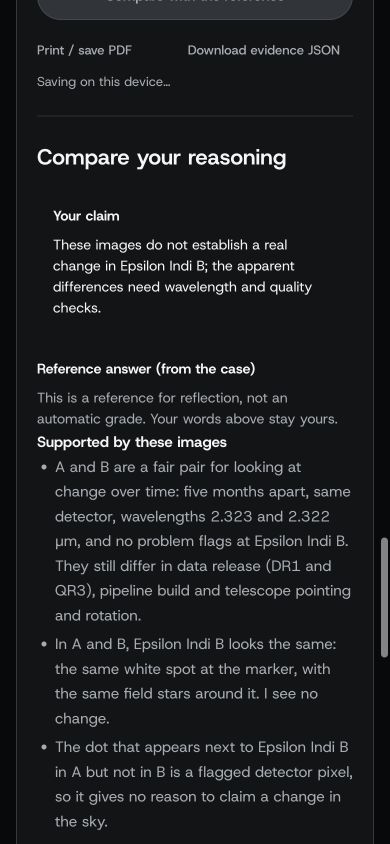 Print / save PDF
Download evidence JSON
Saving on this device…
Compare your reasoning
Your claim
These images do not establish a real
change in Epsilon Indi B; the apparent
differences need wavelength and quality
checks.
Reference answer (from the case)
This is a reference for reflection, not an
automatic grade. Your words above stay yours.
Supported by these images
• A and B are a fair pair for looking at
change over time: five months apart, same
detector, wavelengths 2.323 and 2.322
µm, and no problem flags at Epsilon Indi B.
They still differ in data release (DR1 and
QR3), pipeline build and telescope pointing
and rotation.
• In A and B, Epsilon Indi B looks the same:
the same white spot at the marker, with
the same field stars around it. I see no
change.
• The dot that appears next to Epsilon Indi B
in A but not in B is a flagged detector pixel,
so it gives no reason to claim a change in
the sky.